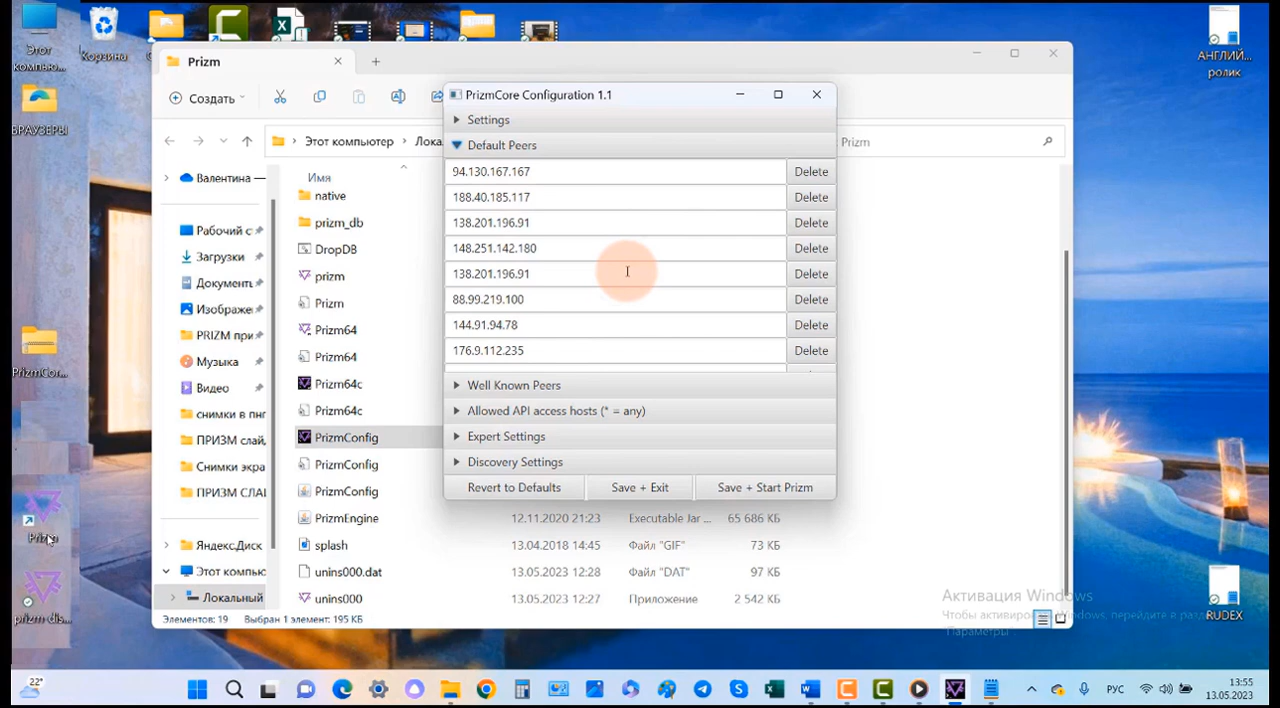 Этот
компью...
Корзина
АНГЛИЙ...
ролик
БРАУЗЕРЫ
PrizmCor...
Prizm
prizm dis...
RUDEX
Prizm
Создать
Этот компьютер
Лока
Prizm
Валентина —
Рабочий с
Загрузки
Документь
Изображе
PRIZM при
Музыка
Видео
снимки в пнг
ПРИЗМ слай,
Снимки экра
ПРИЗМ СЛАІ
Яндекс.Диск
Этот компью
Локальный
Имя
native
prizm_db
DropDB
prizm
Prizm
Prizm64
Prizm64
Prizm64c
Prizm64c
PrizmConfig
PrizmConfig
PrizmConfig
PrizmEngine 12.11.2020 21:23 Executable Jar ... 65 686 КБ
splash 13.04.2018 14:45 Файл "GIF" 73 КБ
unins000.dat 13.05.2023 12:28 Файл "DAT" 97 КБ
unins000 13.05.2023 12:27 Приложение 2 542 КБ
Элементов: 19 Выбран 1 элемент: 195 КБ
PrizmCore Configuration 1.1
Settings
Default Peers
94.130.167.167 Delete
188.40.185.117 Delete
138.201.196.91 Delete
148.251.142.180 Delete
138.201.196.91 Delete
88.99.219.100 Delete
144.91.94.78 Delete
176.9.112.235 Delete
Well Known Peers
Allowed API access hosts (* = any)
Expert Settings
Discovery Settings
Revert to Defaults Save + Exit Save + Start Prizm
Активация Windows
Чтобы активиров Windows, перейдите в разд
"Параметры"
22°
РУС
13:55
13.05.2023